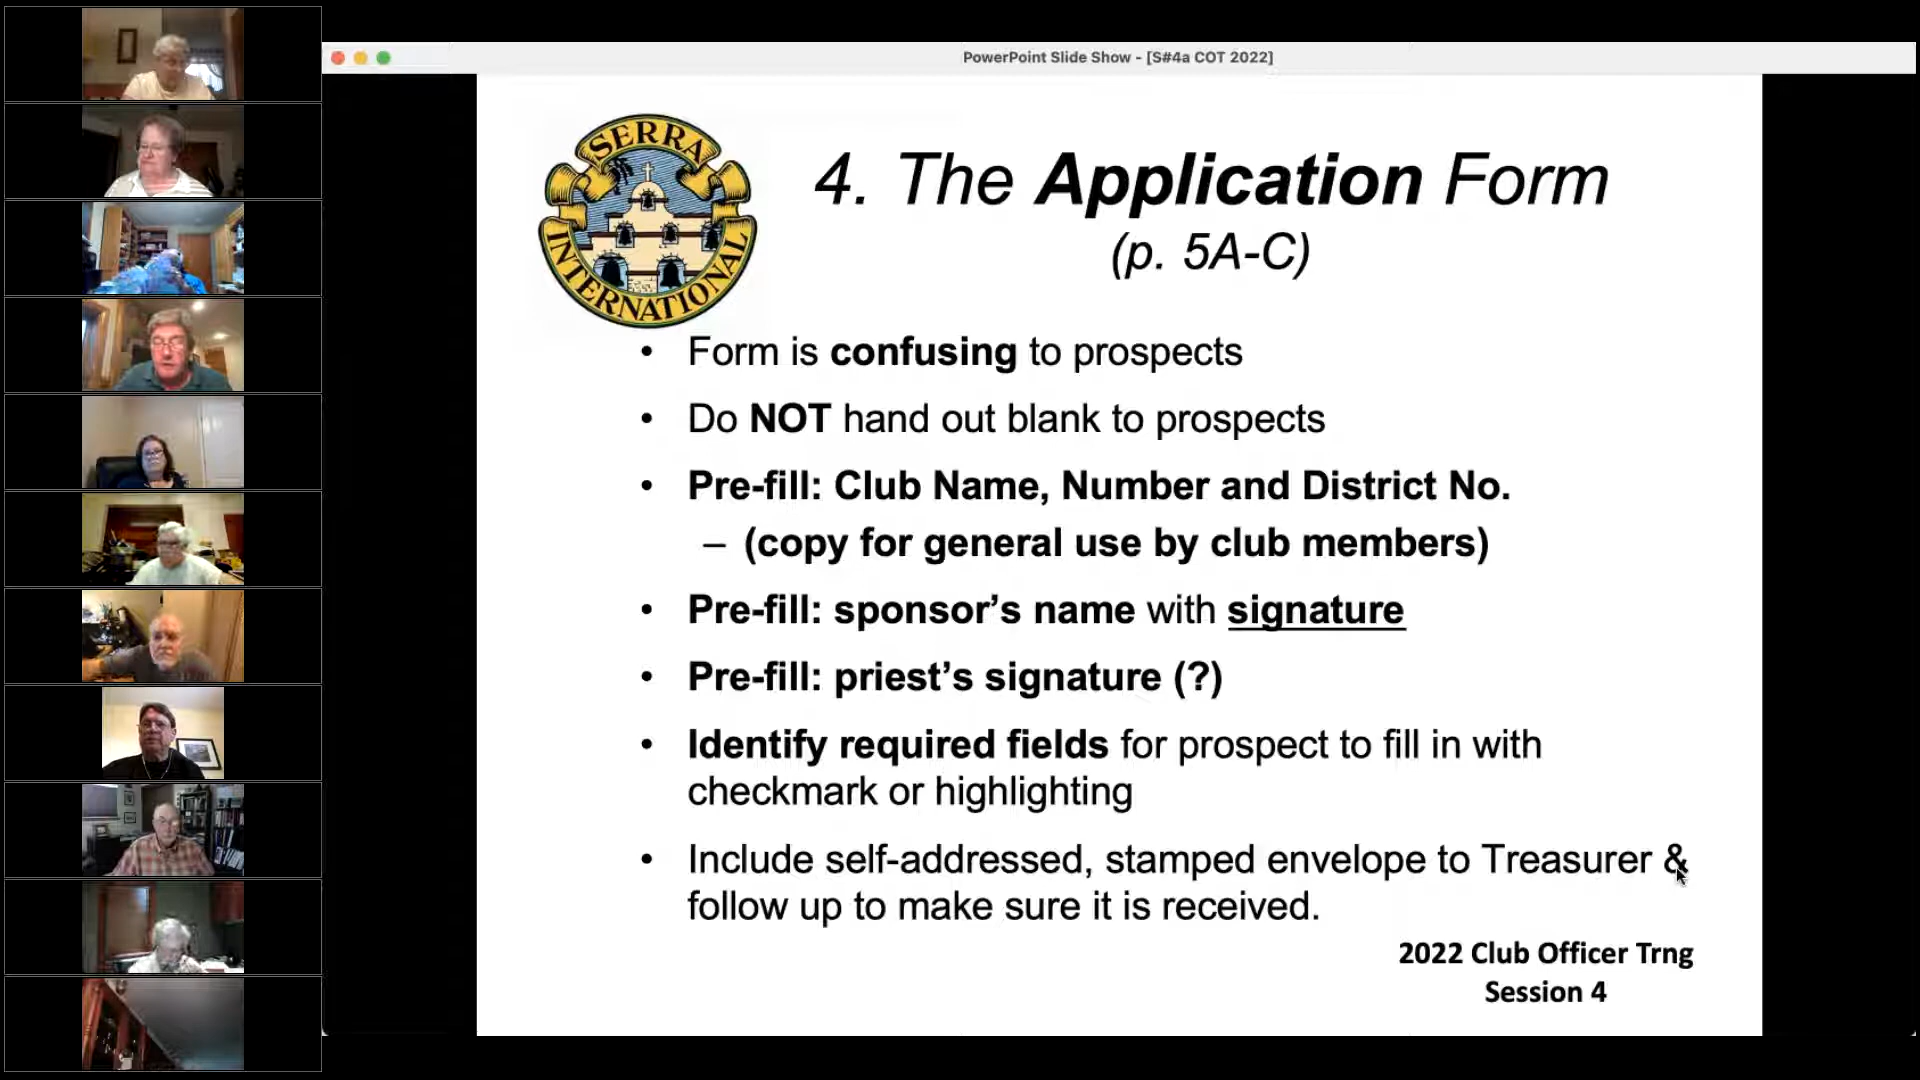 PowerPoint Slide Show - [S#4a COT 2022]
SERRA
INTERNATIONAL
4. The Application Form
(p. 5A-C)
• Form is confusing to prospects
• Do NOT hand out blank to prospects
• Pre-fill: Club Name, Number and District No.
– (copy for general use by club members)
• Pre-fill: sponsor’s name with signature
• Pre-fill: priest’s signature (?)
• Identify required fields for prospect to fill in with
checkmark or highlighting
• Include self-addressed, stamped envelope to Treasurer &
follow up to make sure it is received.
2022 Club Officer Trng
Session 4